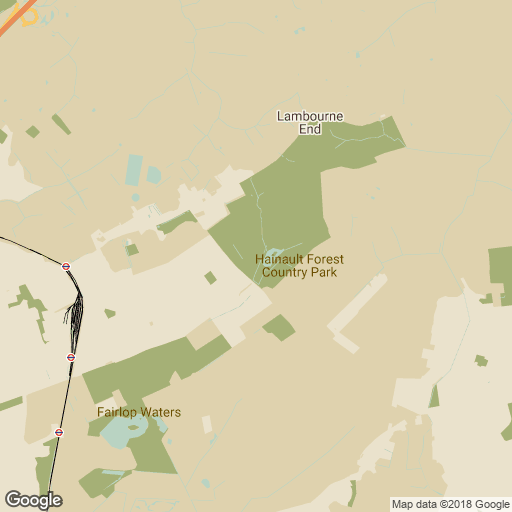 Lambourne
End
Hainault Forest
Country Park
Fairlop Waters
Google
Map data ©2018 Google